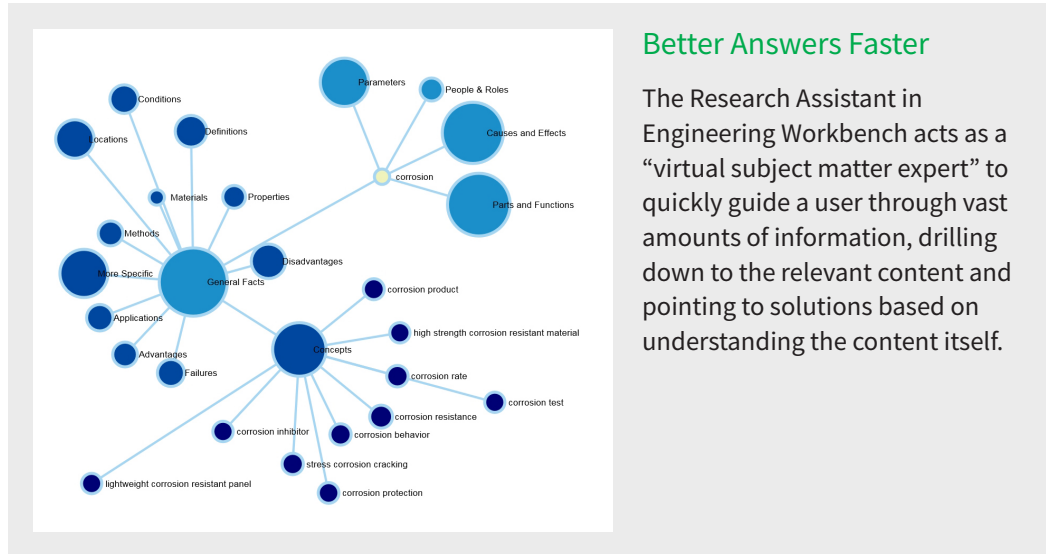 Better Answers Faster
The Research Assistant in
Engineering Workbench acts as a
“virtual subject matter expert” to
quickly guide a user through vast
amounts of information, drilling
down to the relevant content and
pointing to solutions based on
understanding the content itself.
Parameters
People & Roles
Conditions
Definitions
Locations
Causes and Effects
corrosion
Materials
Properties
Parts and Functions
Methods
Disadvantages
More Specific
General Facts
corrosion product
Applications
high strength corrosion resistant material
Concepts
Advantages
Failures
corrosion rate
corrosion test
corrosion resistance
corrosion inhibitor
corrosion behavior
stress corrosion cracking
lightweight corrosion resistant panel
corrosion protection